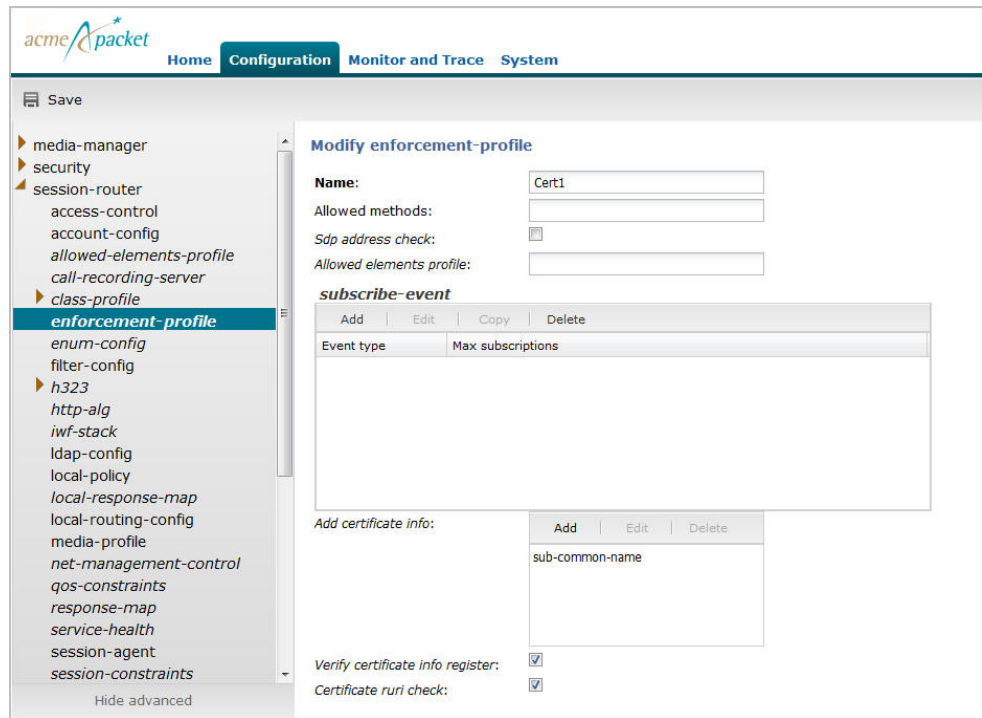 acme packet
Home Configuration Monitor and Trace System
Save
media-manager
security
session-router
access-control
account-config
allowed-elements-profile
call-recording-server
class-profile
enforcement-profile
enum-config
filter-config
h323
http-alg
iwf-stack
ldap-config
local-policy
local-response-map
local-routing-config
media-profile
net-management-control
qos-constraints
response-map
service-health
session-agent
session-constraints
Hide advanced
Modify enforcement-profile
Name: Cert1
Allowed methods:
Sdp address check:
Allowed elements profile:
subscribe-event
Add Edit Copy Delete
Event type Max subscriptions
Add certificate info:
Add Edit Delete
sub-common-name
Verify certificate info register:
Certificate ruri check: